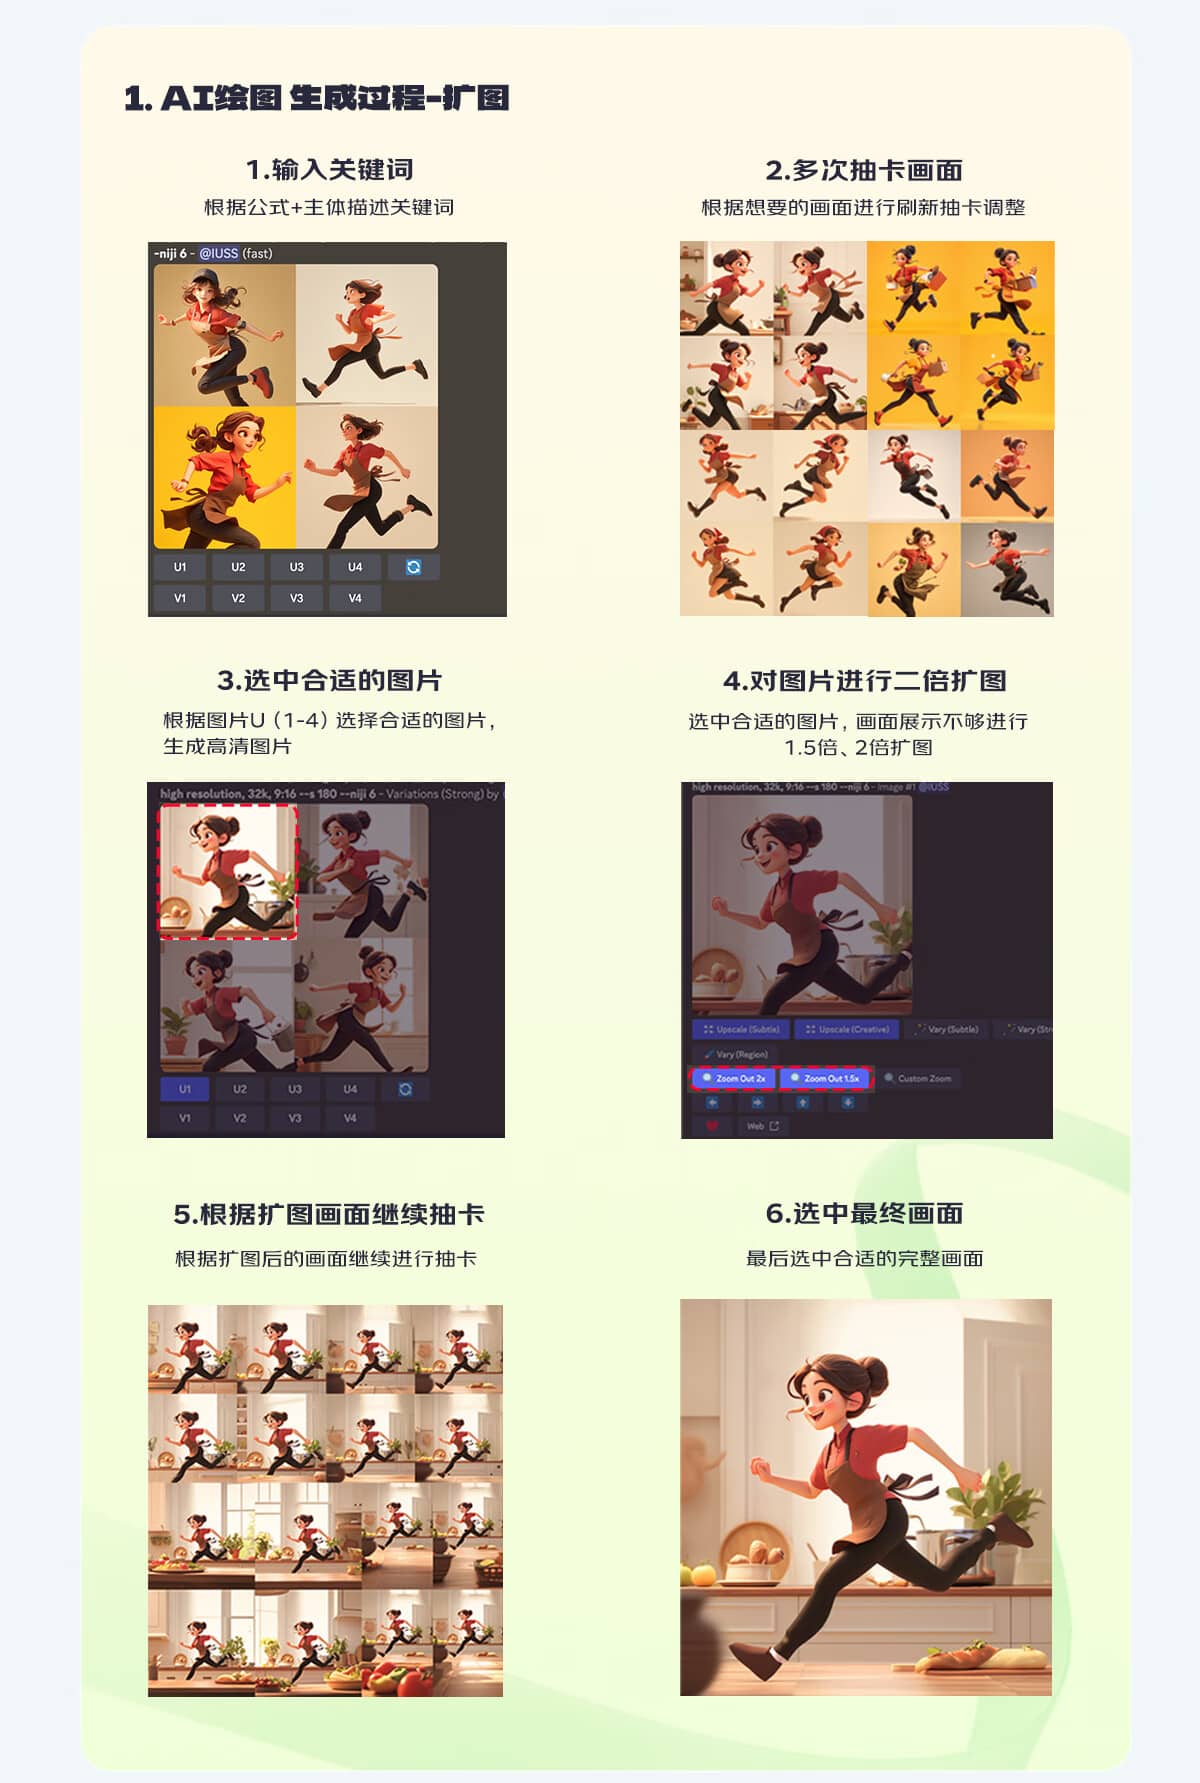 1. AI绘图 生成过程-扩图
1.输入关键词
根据公式+主体描述关键词
-niji 6 - @IUSS (fast)
U1 U2 U3 U4
V1 V2 V3 V4
2.多次抽卡画面
根据想要的画面进行刷新抽卡调整
3.选中合适的图片
根据图片U（1-4）选择合适的图片，
生成高清图片
high resolution, 32k, 9:16 --s 180 --niji 6 - Variations (Strong) by
U1 U2 U3 U4
V1 V2 V3 V4
4.对图片进行二倍扩图
选中合适的图片，画面展示不够进行
1.5倍、2倍扩图
high resolution, 32k, 9:16 --s 180 --niji 6 - Image #1 @IUSS
Upscale (Subtle) Upscale (Creative) Vary (Subtle) Vary (Str
Vary (Region)
Zoom Out 2x Zoom Out 1.5x Custom Zoom
Web
5.根据扩图画面继续抽卡
根据扩图后的画面继续进行抽卡
6.选中最终画面
最后选中合适的完整画面